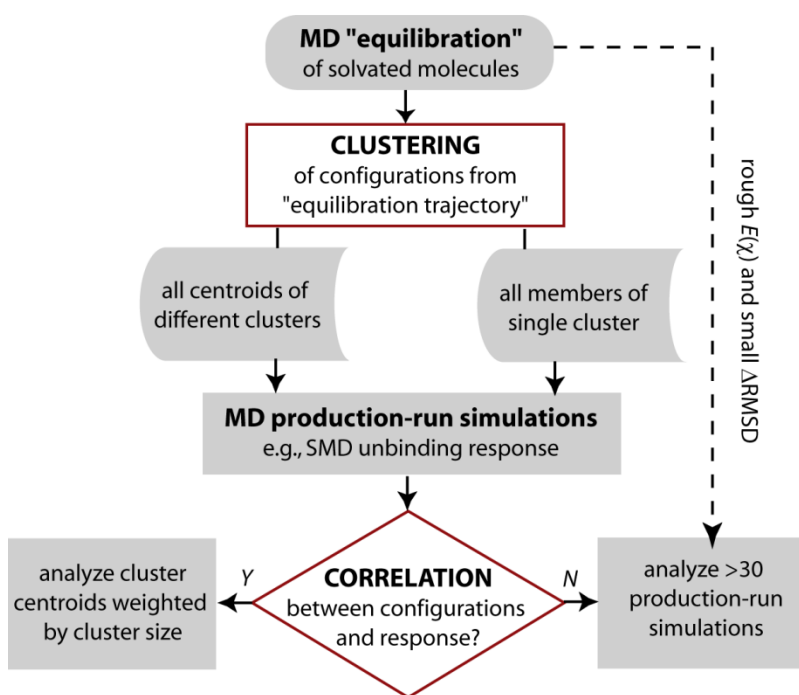 MD "equilibration"
of solvated molecules
CLUSTERING
of configurations from
"equilibration trajectory"
all centroids of
different clusters
all members of
single cluster
rough E(χ) and small ΔRMSD
MD production-run simulations
e.g., SMD unbinding response
CORRELATION
between configurations
and response?
Y
N
analyze cluster
centroids weighted
by cluster size
analyze >30
production-run
simulations